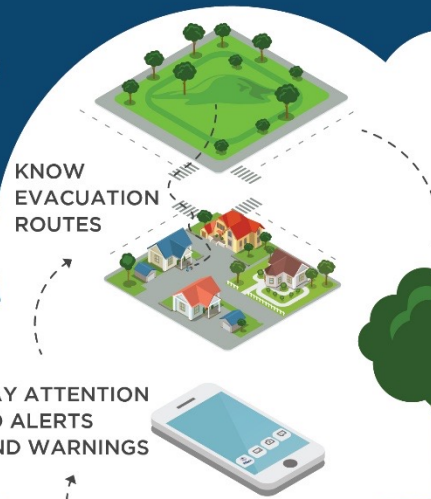 KNOW
EVACUATION
ROUTES
AY ATTENTION
O ALERTS
ND WARNINGS